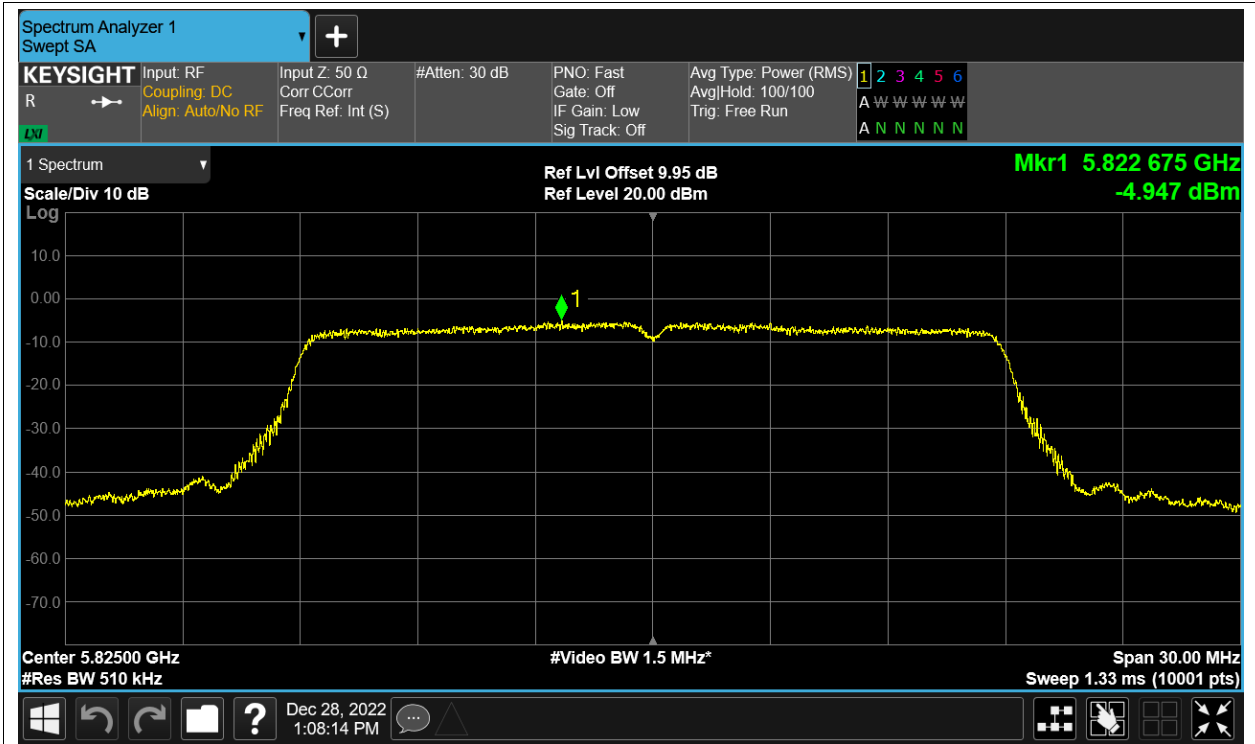 Spectrum Analyzer 1
Swept SA
KEYSIGHT
R
LXI
Input: RF
Coupling: DC
Align: Auto/No RF
Input Z: 50 Ω
Corr CCorr
Freq Ref: Int (S)
#Atten: 30 dB
PNO: Fast
Gate: Off
IF Gain: Low
Sig Track: Off
Avg Type: Power (RMS)
Avg|Hold: 100/100
Trig: Free Run
1 2 3 4 5 6
A W W W W W
A N N N N N
1 Spectrum
Scale/Div 10 dB
Log
Ref Lvl Offset 9.95 dB
Ref Level 20.00 dBm
Mkr1 5.822 675 GHz
-4.947 dBm
10.0
0.00
1
-10.0
-20.0
-30.0
-40.0
-50.0
-60.0
-70.0
Center 5.82500 GHz
#Video BW 1.5 MHz*
Span 30.00 MHz
#Res BW 510 kHz
Sweep 1.33 ms (10001 pts)
?
Dec 28, 2022
1:08:14 PM